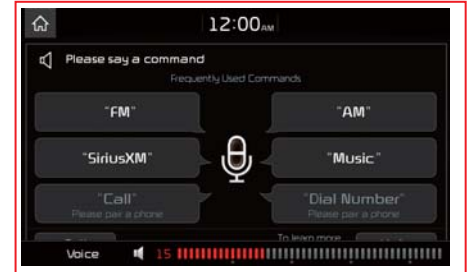 12:00AM
Please say a command
Frequently Used Commands
"FM"
"AM"
"SiriusXM"
"Music"
"Call"
Please pair a phone
"Dial Number"
Please pair a phone
To learn more
Voice
15